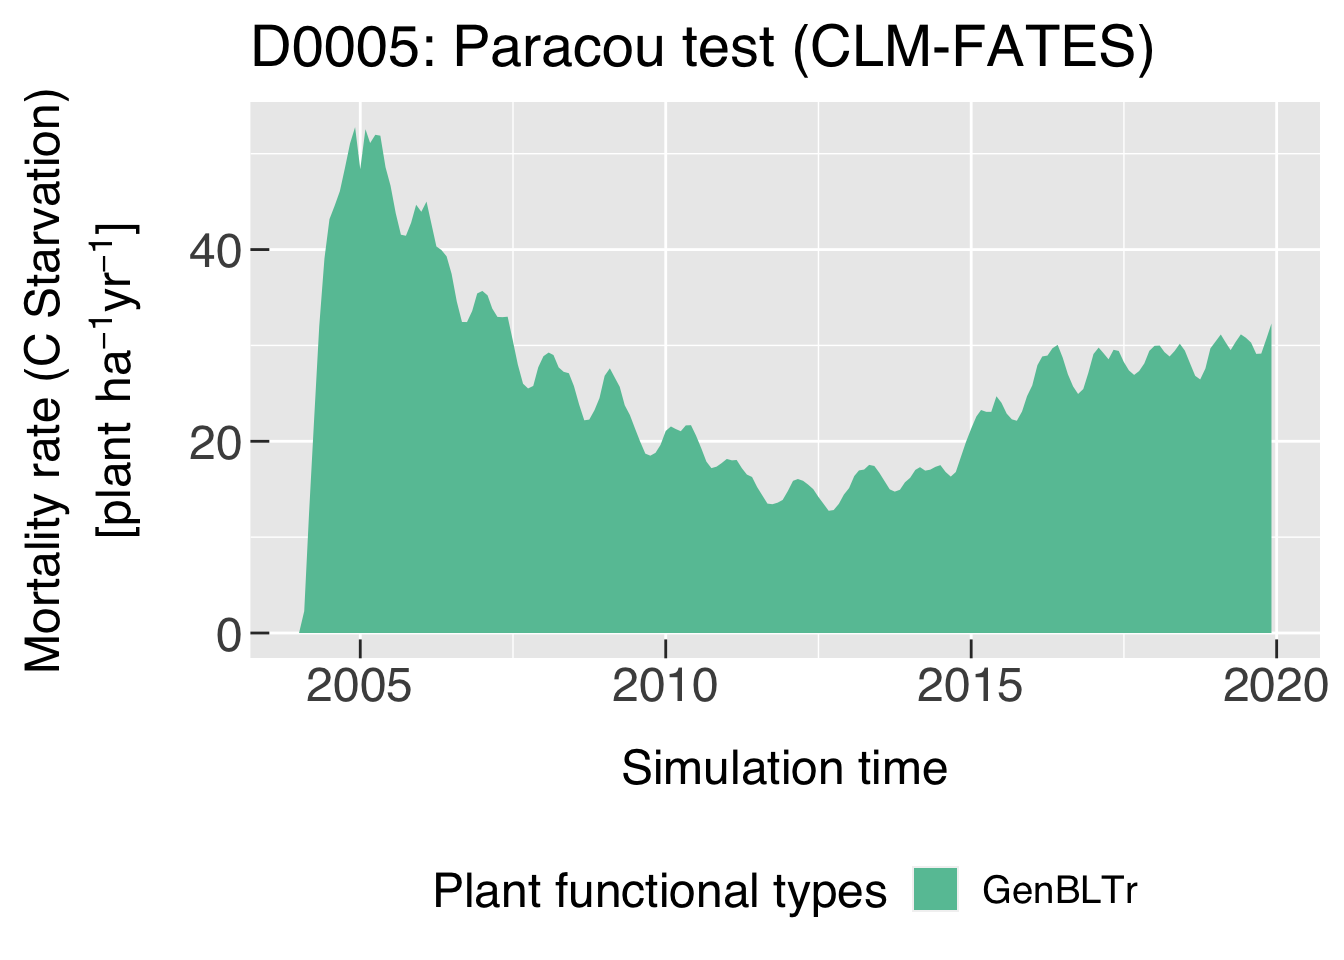 D0005: Paracou test (CLM-FATES)
Mortality rate (C Starvation)
[plant ha⁻¹yr⁻¹]
40
20
0
2005 2010 2015 2020
Simulation time
Plant functional types GenBLTr